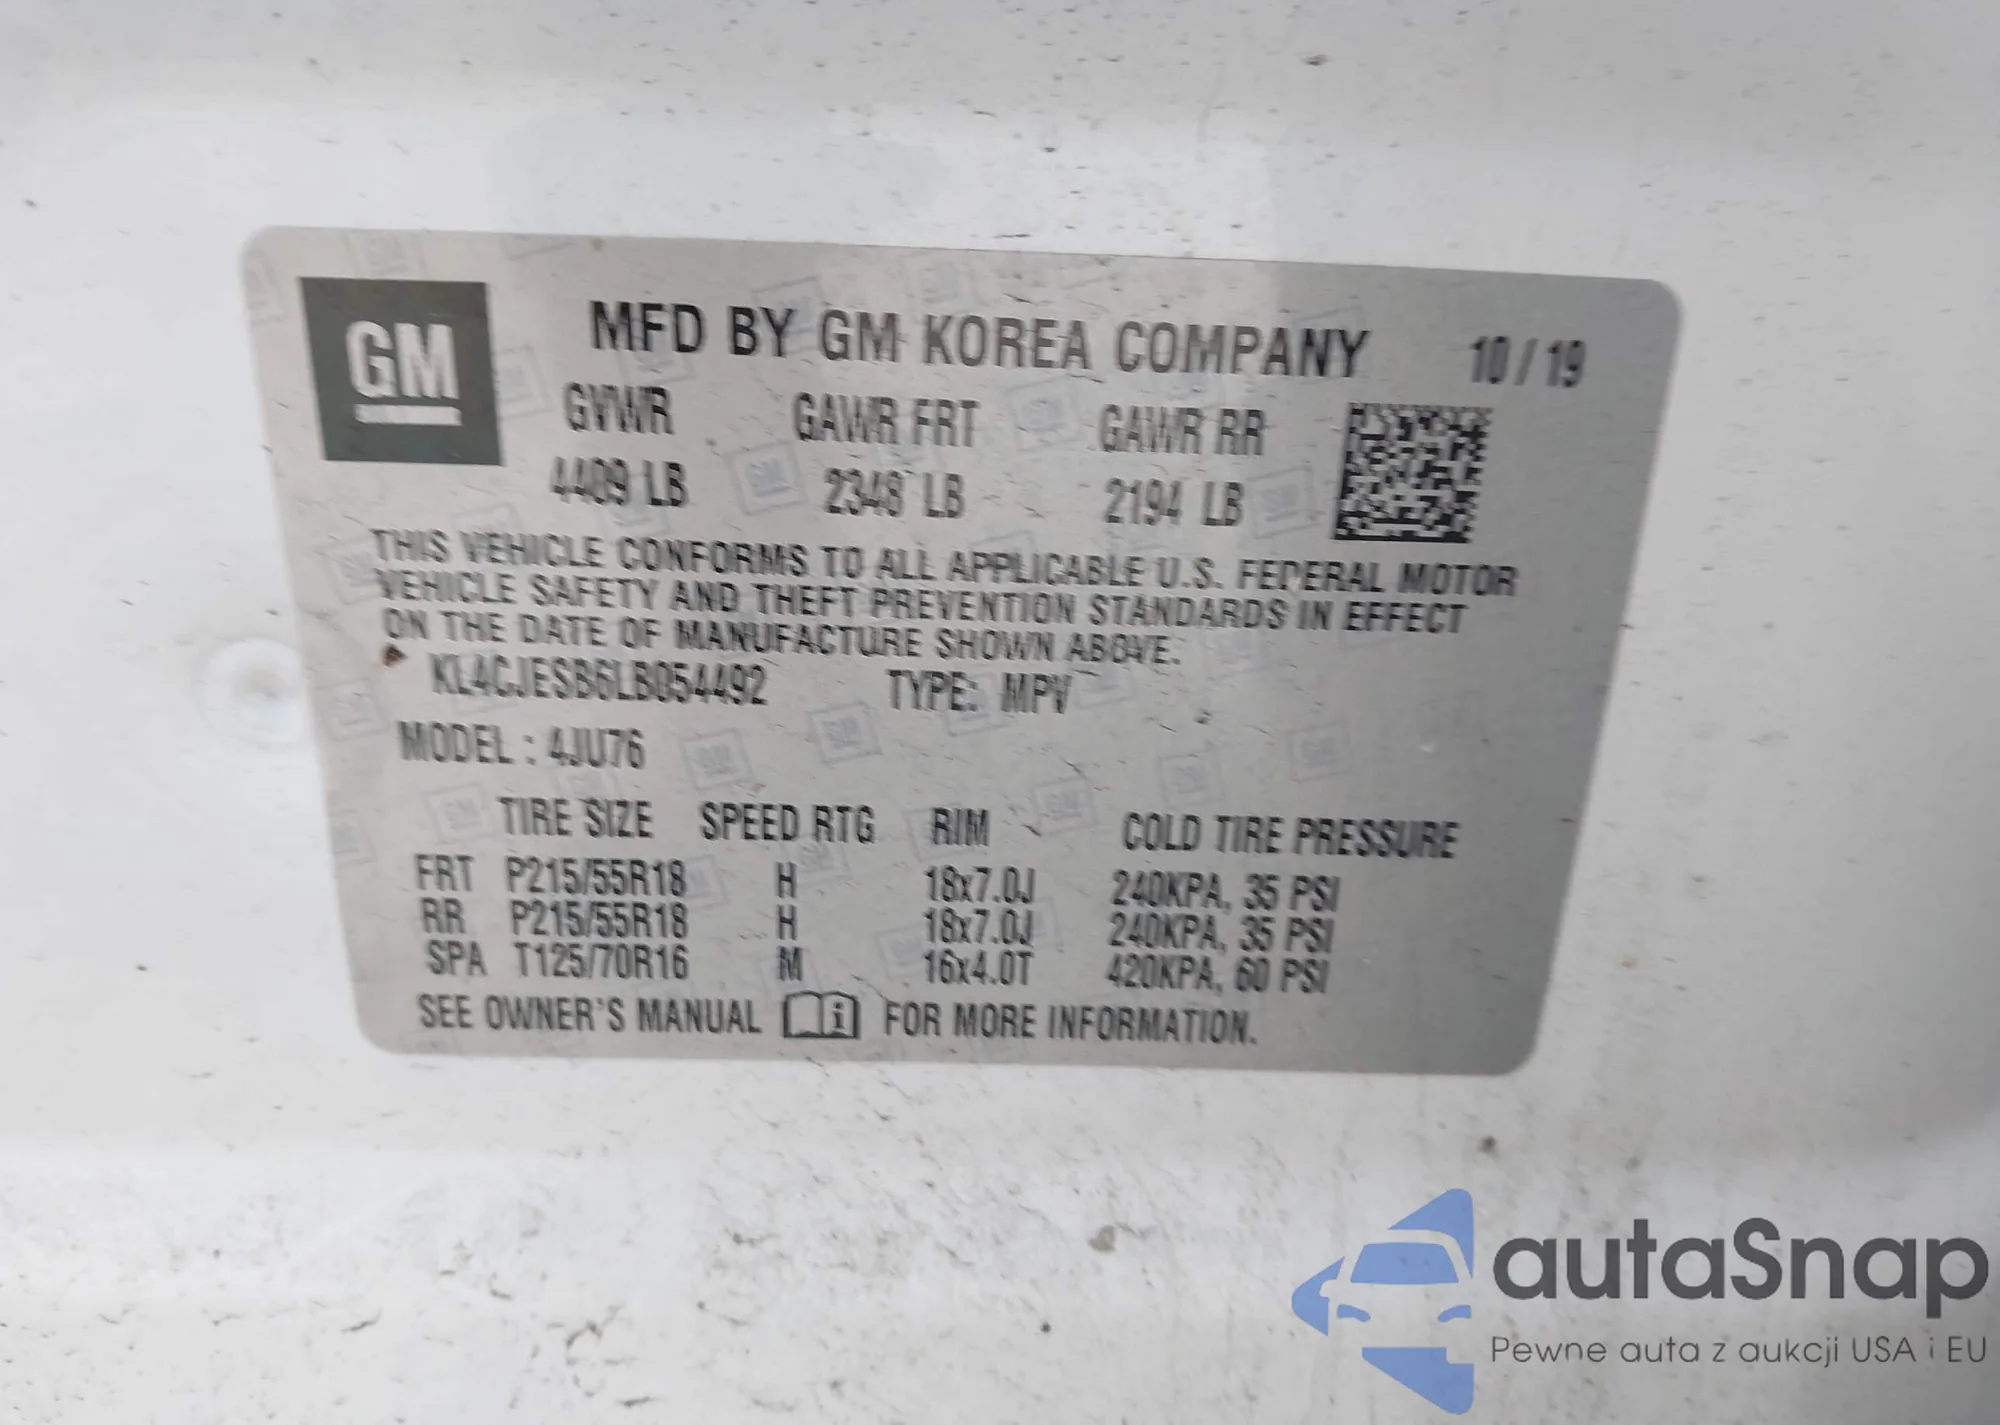 GM
MFD BY GM KOREA COMPANY 10/19
GVWR GAWR FRT GAWR RR
4409 LB 2348 LB 2194 LB
THIS VEHICLE CONFORMS TO ALL APPLICABLE U.S. FEDERAL MOTOR
VEHICLE SAFETY AND THEFT PREVENTION STANDARDS IN EFFECT
ON THE DATE OF MANUFACTURE SHOWN ABOVE.
KL4CJESB6LB054492 TYPE: MPV
MODEL : 4JU76
TIRE SIZE SPEED RTG RIM COLD TIRE PRESSURE
FRT P215/55R18 H 18x7.0J 240KPA, 35 PSI
RR P215/55R18 H 18x7.0J 240KPA, 35 PSI
SPA T125/70R16 M 16x4.0T 420KPA, 60 PSI
SEE OWNER'S MANUAL i FOR MORE INFORMATION.
autaSnap
Pewne auta z aukcji USA i EU